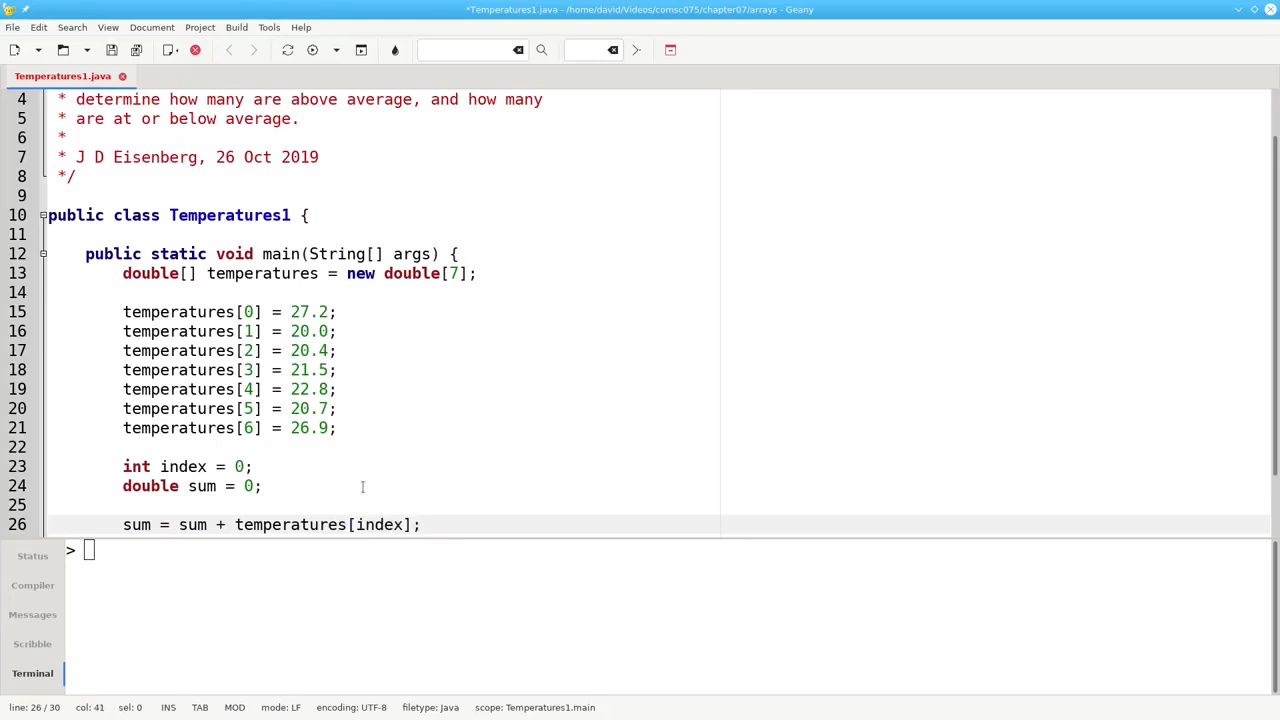 *Temperatures1.java - /home/david/Videos/comsc075/chapter07/arrays - Geany
File Edit Search View Document Project Build Tools Help
Temperatures1.java
4 * determine how many are above average, and how many
5 * are at or below average.
6 *
7 * J D Eisenberg, 26 Oct 2019
8 */
9
10 public class Temperatures1 {
11
12 public static void main(String[] args) {
13 double[] temperatures = new double[7];
14
15 temperatures[0] = 27.2;
16 temperatures[1] = 20.0;
17 temperatures[2] = 20.4;
18 temperatures[3] = 21.5;
19 temperatures[4] = 22.8;
20 temperatures[5] = 20.7;
21 temperatures[6] = 26.9;
22
23 int index = 0;
24 double sum = 0;
25
26 sum = sum + temperatures[index];
>
Status
Compiler
Messages
Scribble
Terminal
line: 26 / 30 col: 41 sel: 0 INS TAB MOD mode: LF encoding: UTF-8 filetype: Java scope: Temperatures1.main